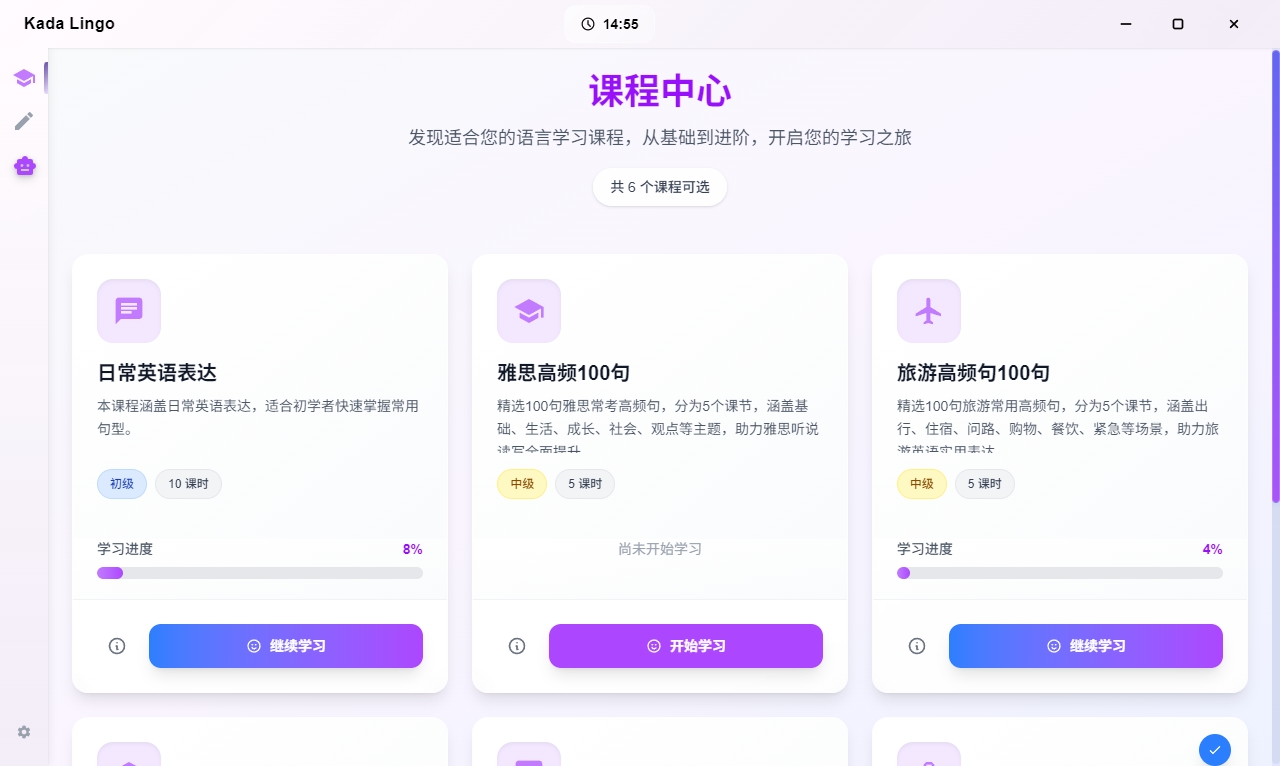 Kada Lingo
14:55
课程中心
发现适合您的语言学习课程，从基础到进阶，开启您的学习之旅
共 6 个课程可选
日常英语表达
本课程涵盖日常英语表达，适合初学者快速掌握常用
句型。
初级
10 课时
学习进度
8%
继续学习
雅思高频100句
精选100句雅思常考高频句，分为5个课节，涵盖基
础、生活、成长、社会、观点等主题，助力雅思听说
读写全面提升
中级
5 课时
尚未开始学习
开始学习
旅游高频句100句
精选100句旅游常用高频句，分为5个课节，涵盖出
行、住宿、问路、购物、餐饮、紧急等场景，助力旅
游英语实用表达
中级
5 课时
学习进度
4%
继续学习